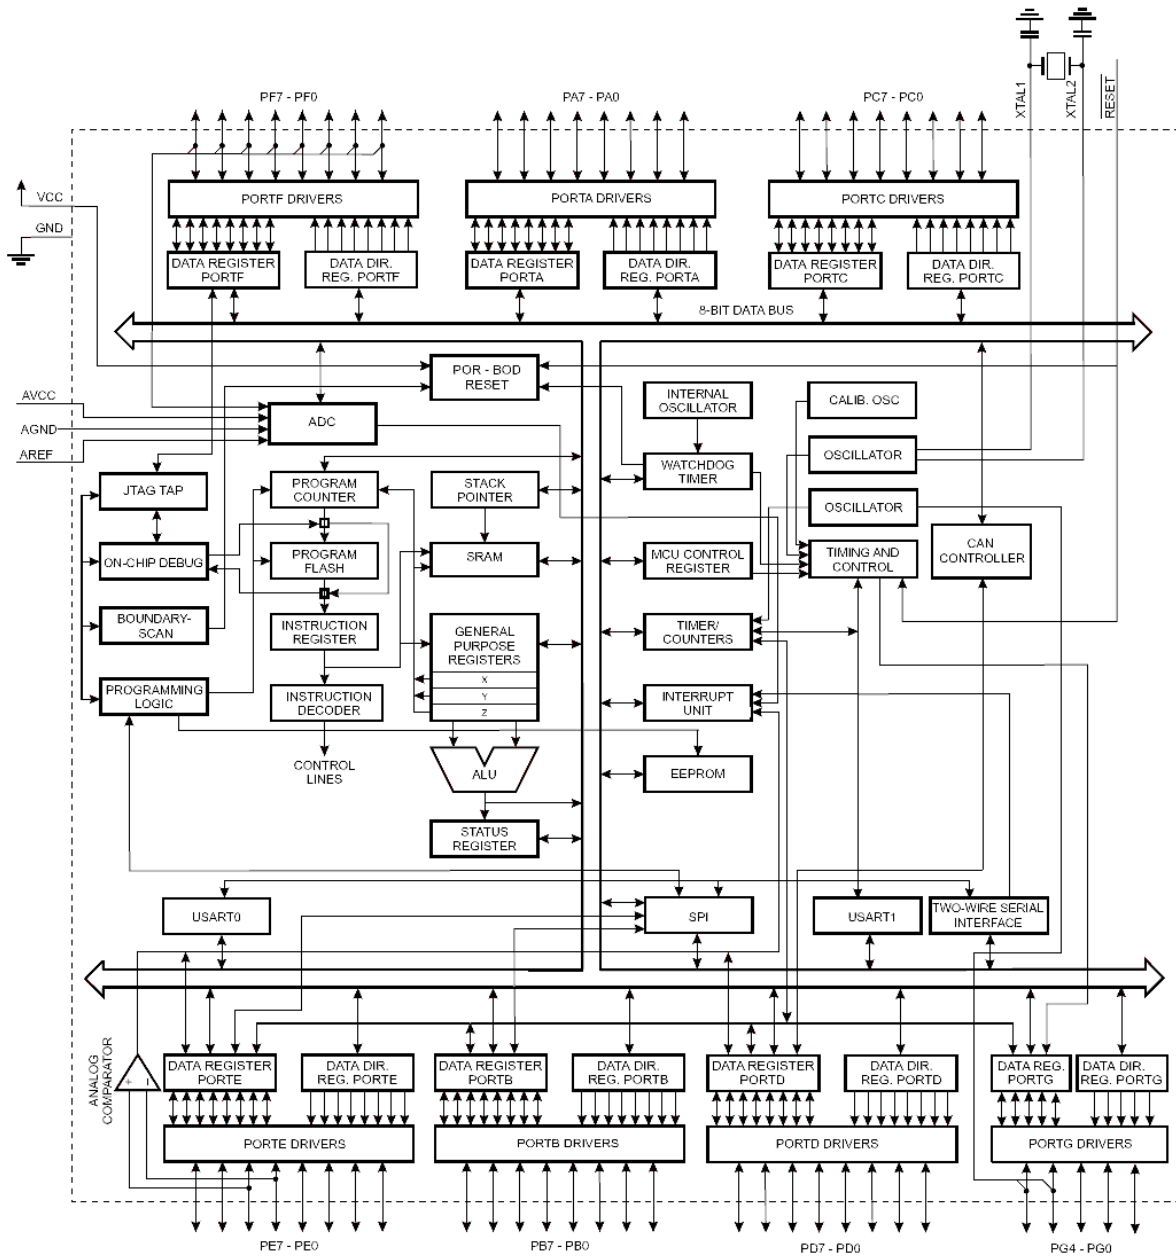 XTAL1
XTAL2
RESET
PF7 - PF0
PA7 - PA0
PC7 - PC0
VCC
GND
PORTF DRIVERS
PORTA DRIVERS
PORTC DRIVERS
DATA REGISTER
PORTF
DATA DIR.
REG. PORTF
DATA REGISTER
PORTA
DATA DIR.
REG. PORTA
DATA REGISTER
PORTC
DATA DIR.
REG. PORTC
8-BIT DATA BUS
POR - BOD
RESET
INTERNAL
OSCILLATOR
CALIB. OSC
AVCC
AGND
AREF
ADC
OSCILLATOR
WATCHDOG
TIMER
JTAG TAP
PROGRAM
COUNTER
STACK
POINTER
OSCILLATOR
ON-CHIP DEBUG
PROGRAM
FLASH
SRAM
MCU CONTROL
REGISTER
TIMING AND
CONTROL
CAN
CONTROLLER
BOUNDARY-
SCAN
INSTRUCTION
REGISTER
GENERAL
PURPOSE
REGISTERS
X
Y
Z
TIMER/
COUNTERS
PROGRAMMING
LOGIC
INSTRUCTION
DECODER
INTERRUPT
UNIT
CONTROL
LINES
ALU
EEPROM
STATUS
REGISTER
USART0
SPI
USART1
TWO-WIRE SERIAL
INTERFACE
ANALOG
COMPARATOR
+
-
DATA REGISTER
PORTE
DATA DIR.
REG. PORTE
DATA REGISTER
PORTB
DATA DIR.
REG. PORTB
DATA REGISTER
PORTD
DATA DIR.
REG. PORTD
DATA REG.
PORTG
DATA DIR.
REG. PORTG
PORTE DRIVERS
PORTB DRIVERS
PORTD DRIVERS
PORTG DRIVERS
PE7 - PE0
PB7 - PB0
PD7 - PD0
PG4 - PG0